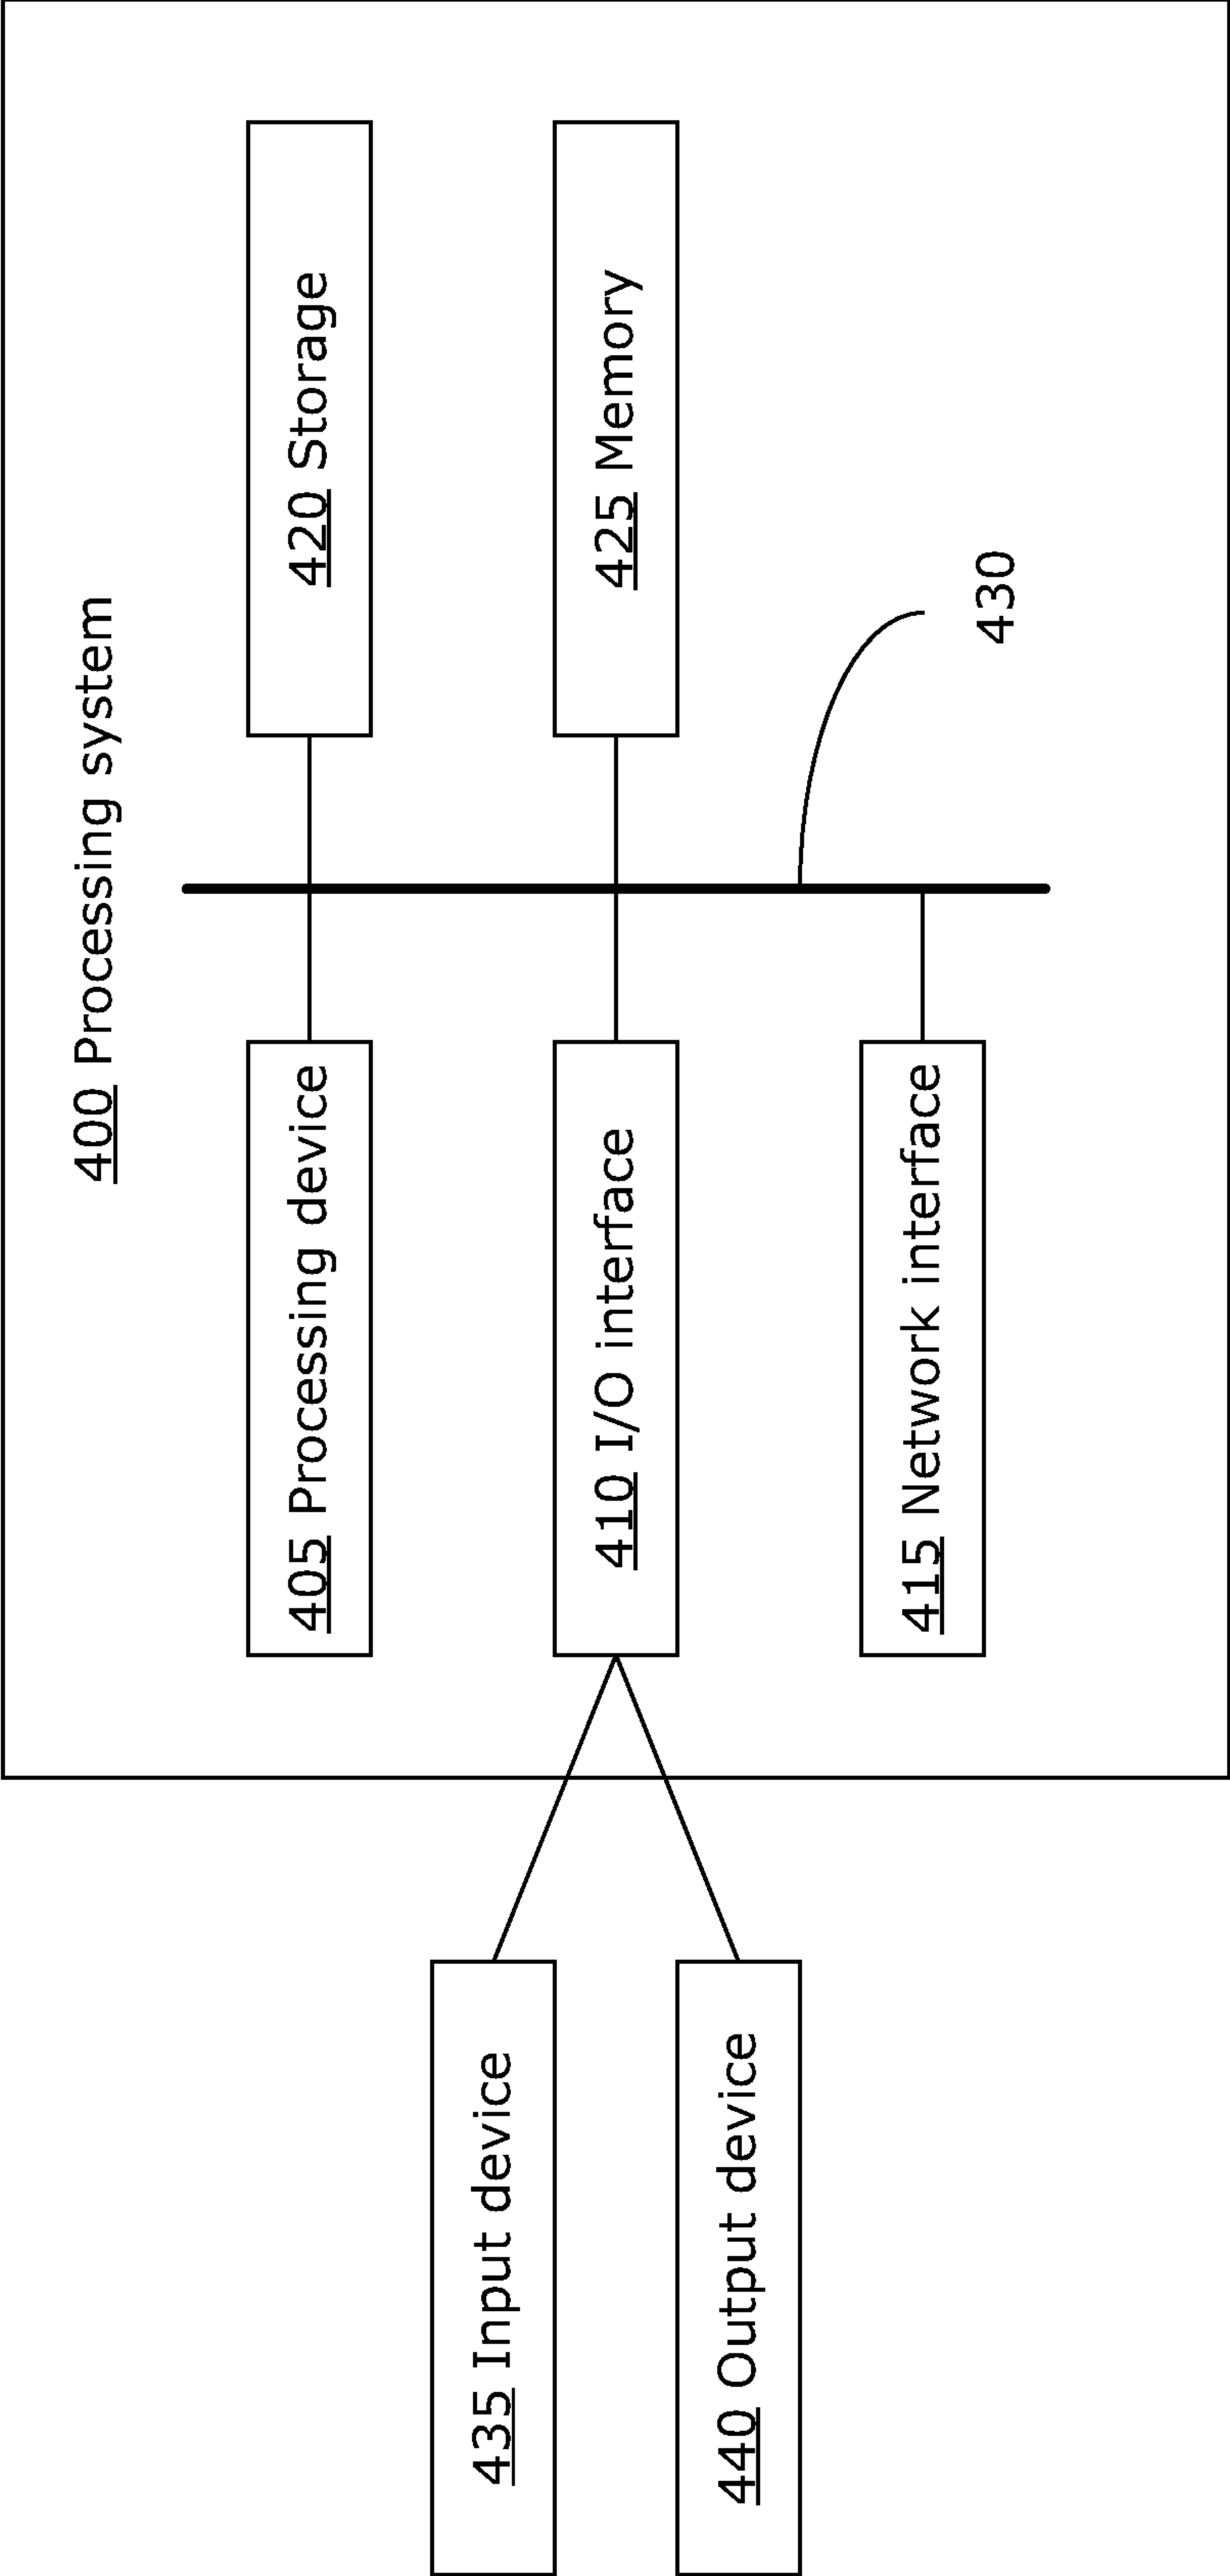 400 Processing system
405 Processing device
420 Storage
435 Input device
410 I/O interface
425 Memory
440 Output device
415 Network interface
430